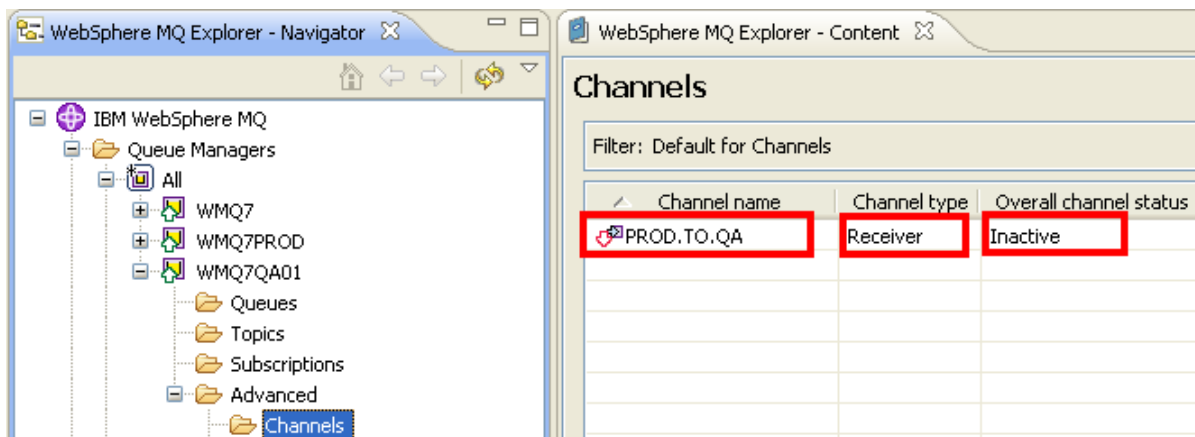 WebSphere MQ Explorer - Navigator
IBM WebSphere MQ
Queue Managers
All
WMQ7
WMQ7PROD
WMQ7QA01
Queues
Topics
Subscriptions
Advanced
Channels
WebSphere MQ Explorer - Content
Channels
Filter: Default for Channels
Channel name Channel type Overall channel status
PROD.TO.QA Receiver Inactive